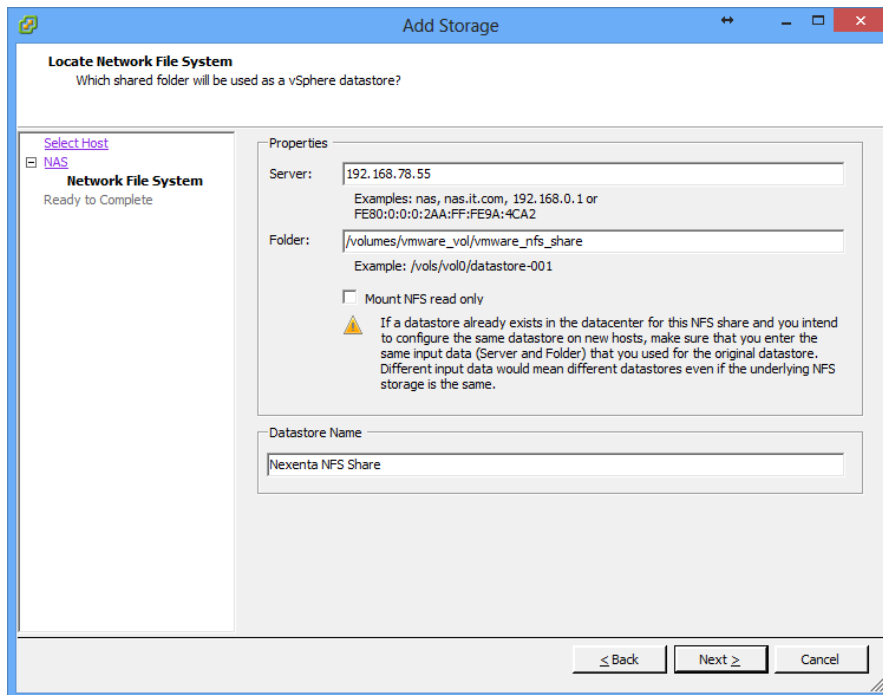 Add Storage
Locate Network File System
Which shared folder will be used as a vSphere datastore?
Select Host
NAS
Network File System
Ready to Complete
Properties
Server:
192.168.78.55
Examples: nas, nas.it.com, 192.168.0.1 or
FE80:0:0:0:2AA:FF:FE9A:4CA2
Folder:
/volumes/vmware_vol/vmware_nfs_share
Example: /vols/vol0/datastore-001
Mount NFS read only
If a datastore already exists in the datacenter for this NFS share and you intend
to configure the same datastore on new hosts, make sure that you enter the
same input data (Server and Folder) that you used for the original datastore.
Different input data would mean different datastores even if the underlying NFS
storage is the same.
Datastore Name
Nexenta NFS Share
< Back
Next >
Cancel